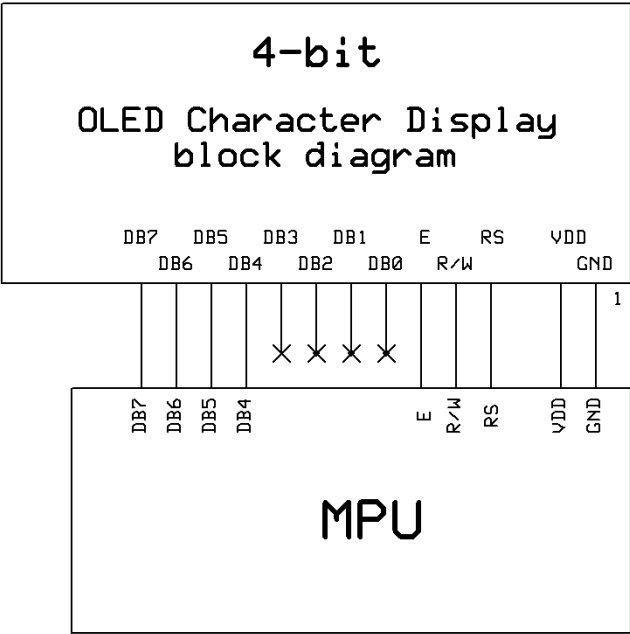 4-bit
OLED Character Display
block diagram
DB7 DB5 DB3 DB1 E RS VDD
DB6 DB4 DB2 DB0 R/W GND
1
DB7 DB6 DB5 DB4 E R/W RS VDD GND
MPU